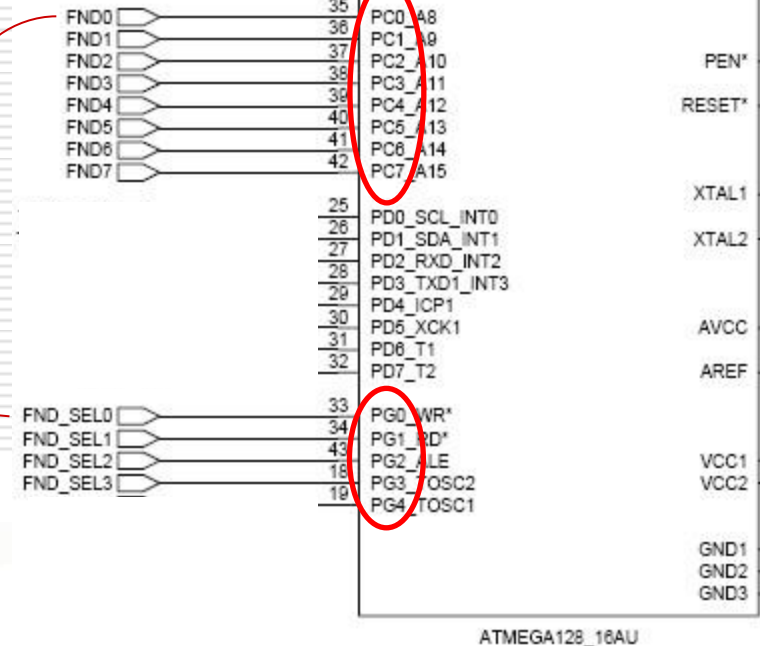 FND0 35 PC0_A8
FND1 36 PC1_A9
FND2 37 PC2_A10 PEN*
FND3 38 PC3_A11
FND4 39 PC4_A12 RESET*
FND5 40 PC5_A13
FND6 41 PC6_A14
FND7 42 PC7_A15
XTAL1
25 PD0_SCL_INT0
26 PD1_SDA_INT1 XTAL2
27 PD2_RXD_INT2
28 PD3_TXD1_INT3
29 PD4_ICP1
30 PD5_XCK1 AVCC
31 PD6_T1
32 PD7_T2 AREF
FND_SEL0 33 PG0_WR*
FND_SEL1 34 PG1_RD*
FND_SEL2 43 PG2_ALE VCC1
FND_SEL3 18 PG3_TOSC2 VCC2
19 PG4_TOSC1
GND1
GND2
GND3
ATMEGA128_16AU